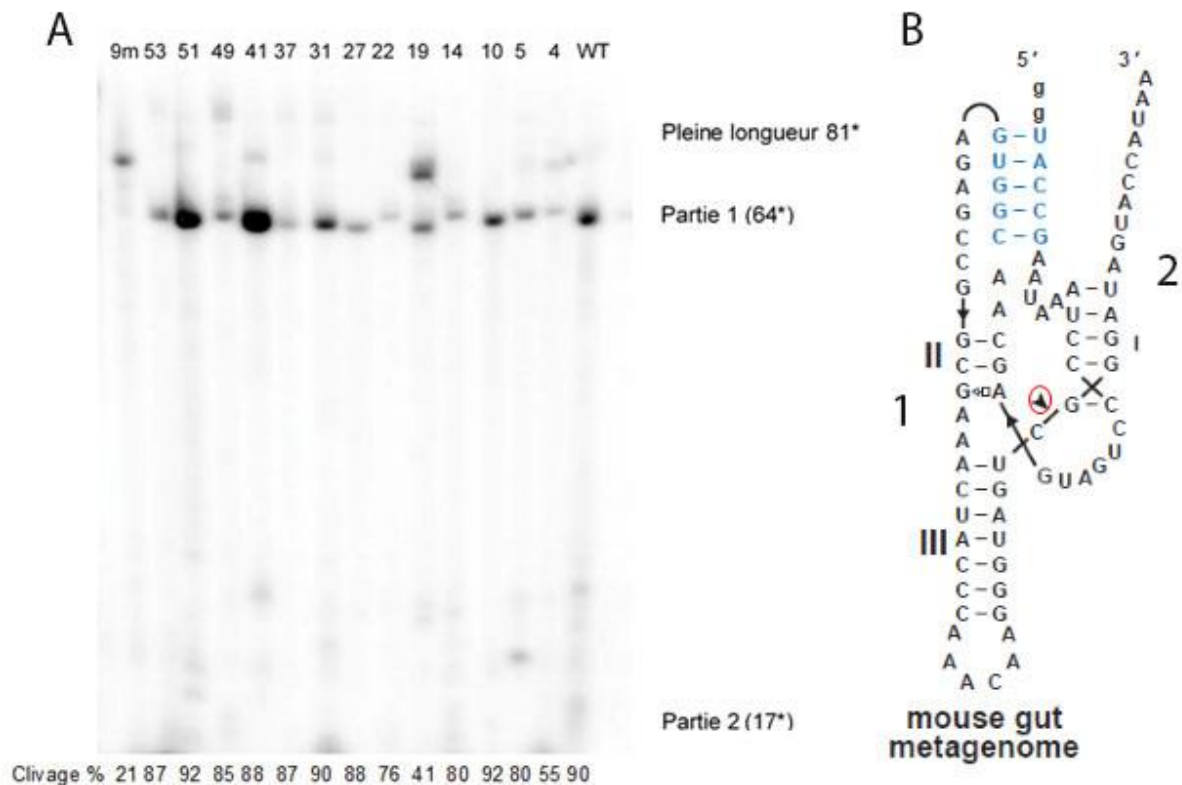 A
9m 53 51 49 41 37 31 27 22 19 14 10 5 4 WT
Pleine longueur 81*
Partie 1 (64*)
Partie 2 (17*)
Clivage % 21 87 92 85 88 87 90 88 76 41 80 92 80 55 90
B
5′ 3′
g
g
A G-U
G U-A
A G-C
G G-C
C C-G
C
G
A
A
C
G
A
A
A
U
A
A
A
U
C
C
G
C
A
A
U
A
C
C
A
U
G
A
U
A
G
G
C
C
U
G
A
U
G
G
C
G
A
A
A-U
C-G
U-A
A-U
C-G
C-G
C-G
A A
A A
A C
I
II
III
1
2
mouse gut
metagenome